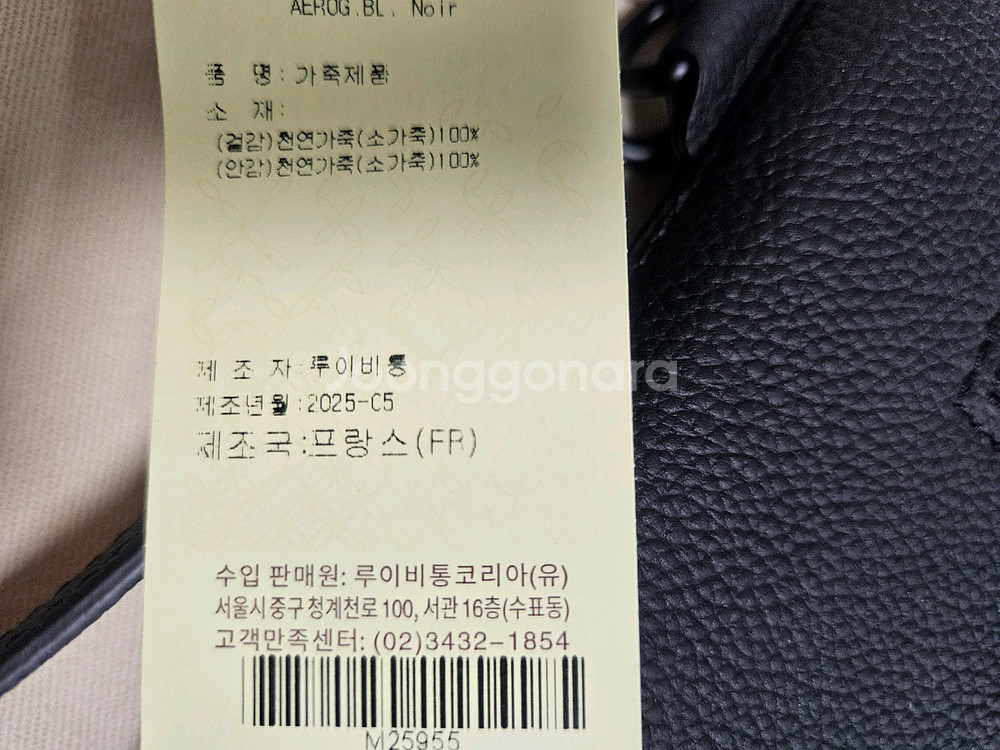 AEROG.BL. Noir
품 명: 가죽제품
소 재:
(겉감)천연가죽(소가죽)100%
(안감)천연가죽(소가죽)100%
제 조 자:루이비통
Joonggonara
제조년월:2025-05
제조국:프랑스(FR)
수입 판매원: 루이비통코리아(유)
서울시중구청계천로 100, 서관 16층(수표동)
고객만족센터: (02)3432-1854
M25955